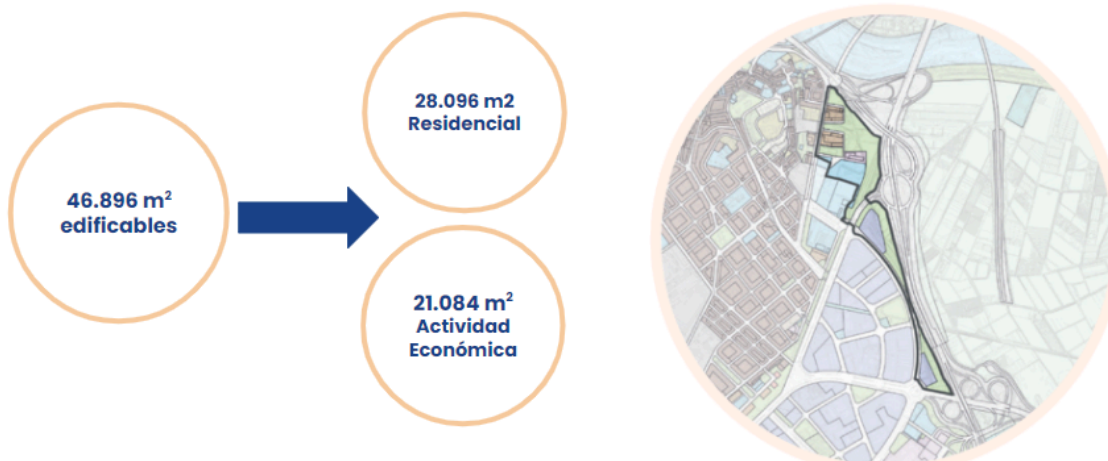 46.896 m²
edificables
28.096 m2
Residencial
21.084 m²
Actividad
Económica